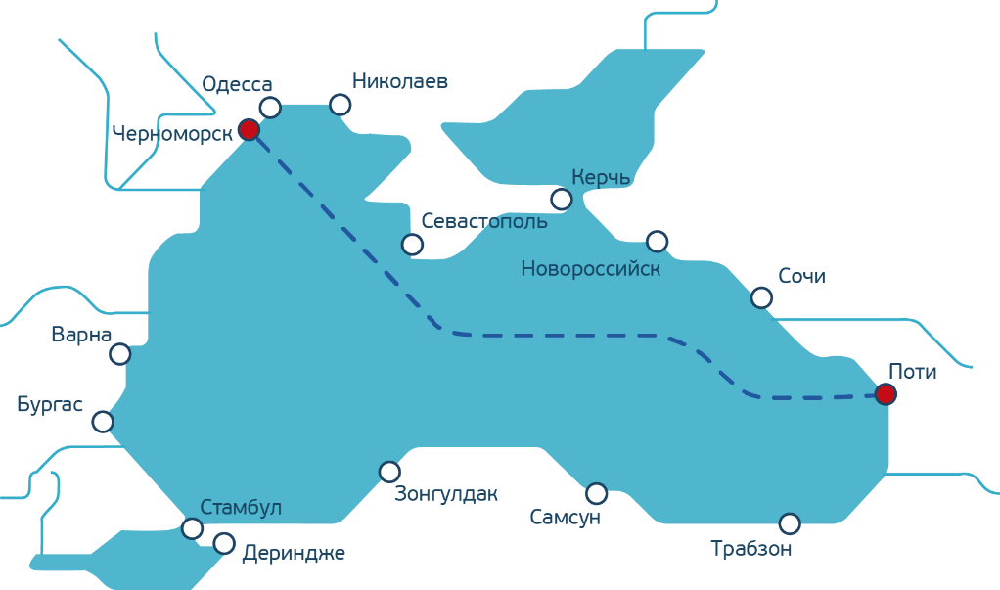 Николаев
Одесса
Черноморск
Керчь
Севастополь
Новороссийск
Сочи
Варна
Поти
Бургас
Зонгулдак
Стамбул
Самсун
Трабзон
Дериндже